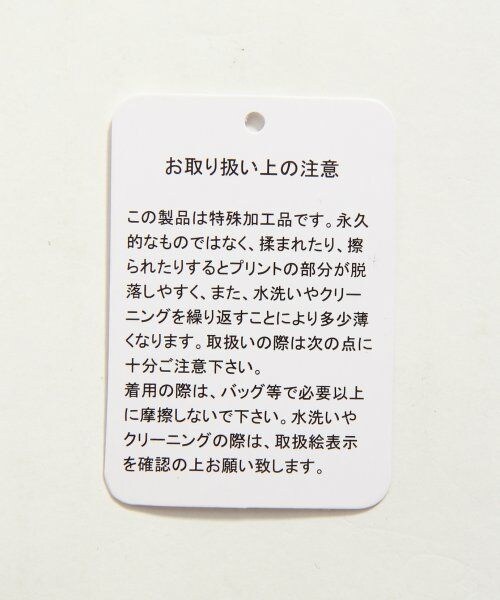 お取り扱い上の注意
この製品は特殊加工品です。永久
的なものではなく、揉まれたり、擦
られたりするとプリントの部分が脱
落しやすく、また、水洗いやクリー
ニングを繰り返すことにより多少薄
くなります。取扱いの際は次の点に
十分ご注意下さい。
着用の際は、バッグ等で必要以上
に摩擦しないで下さい。水洗いや
クリーニングの際は、取扱絵表示
を確認の上お願い致します。